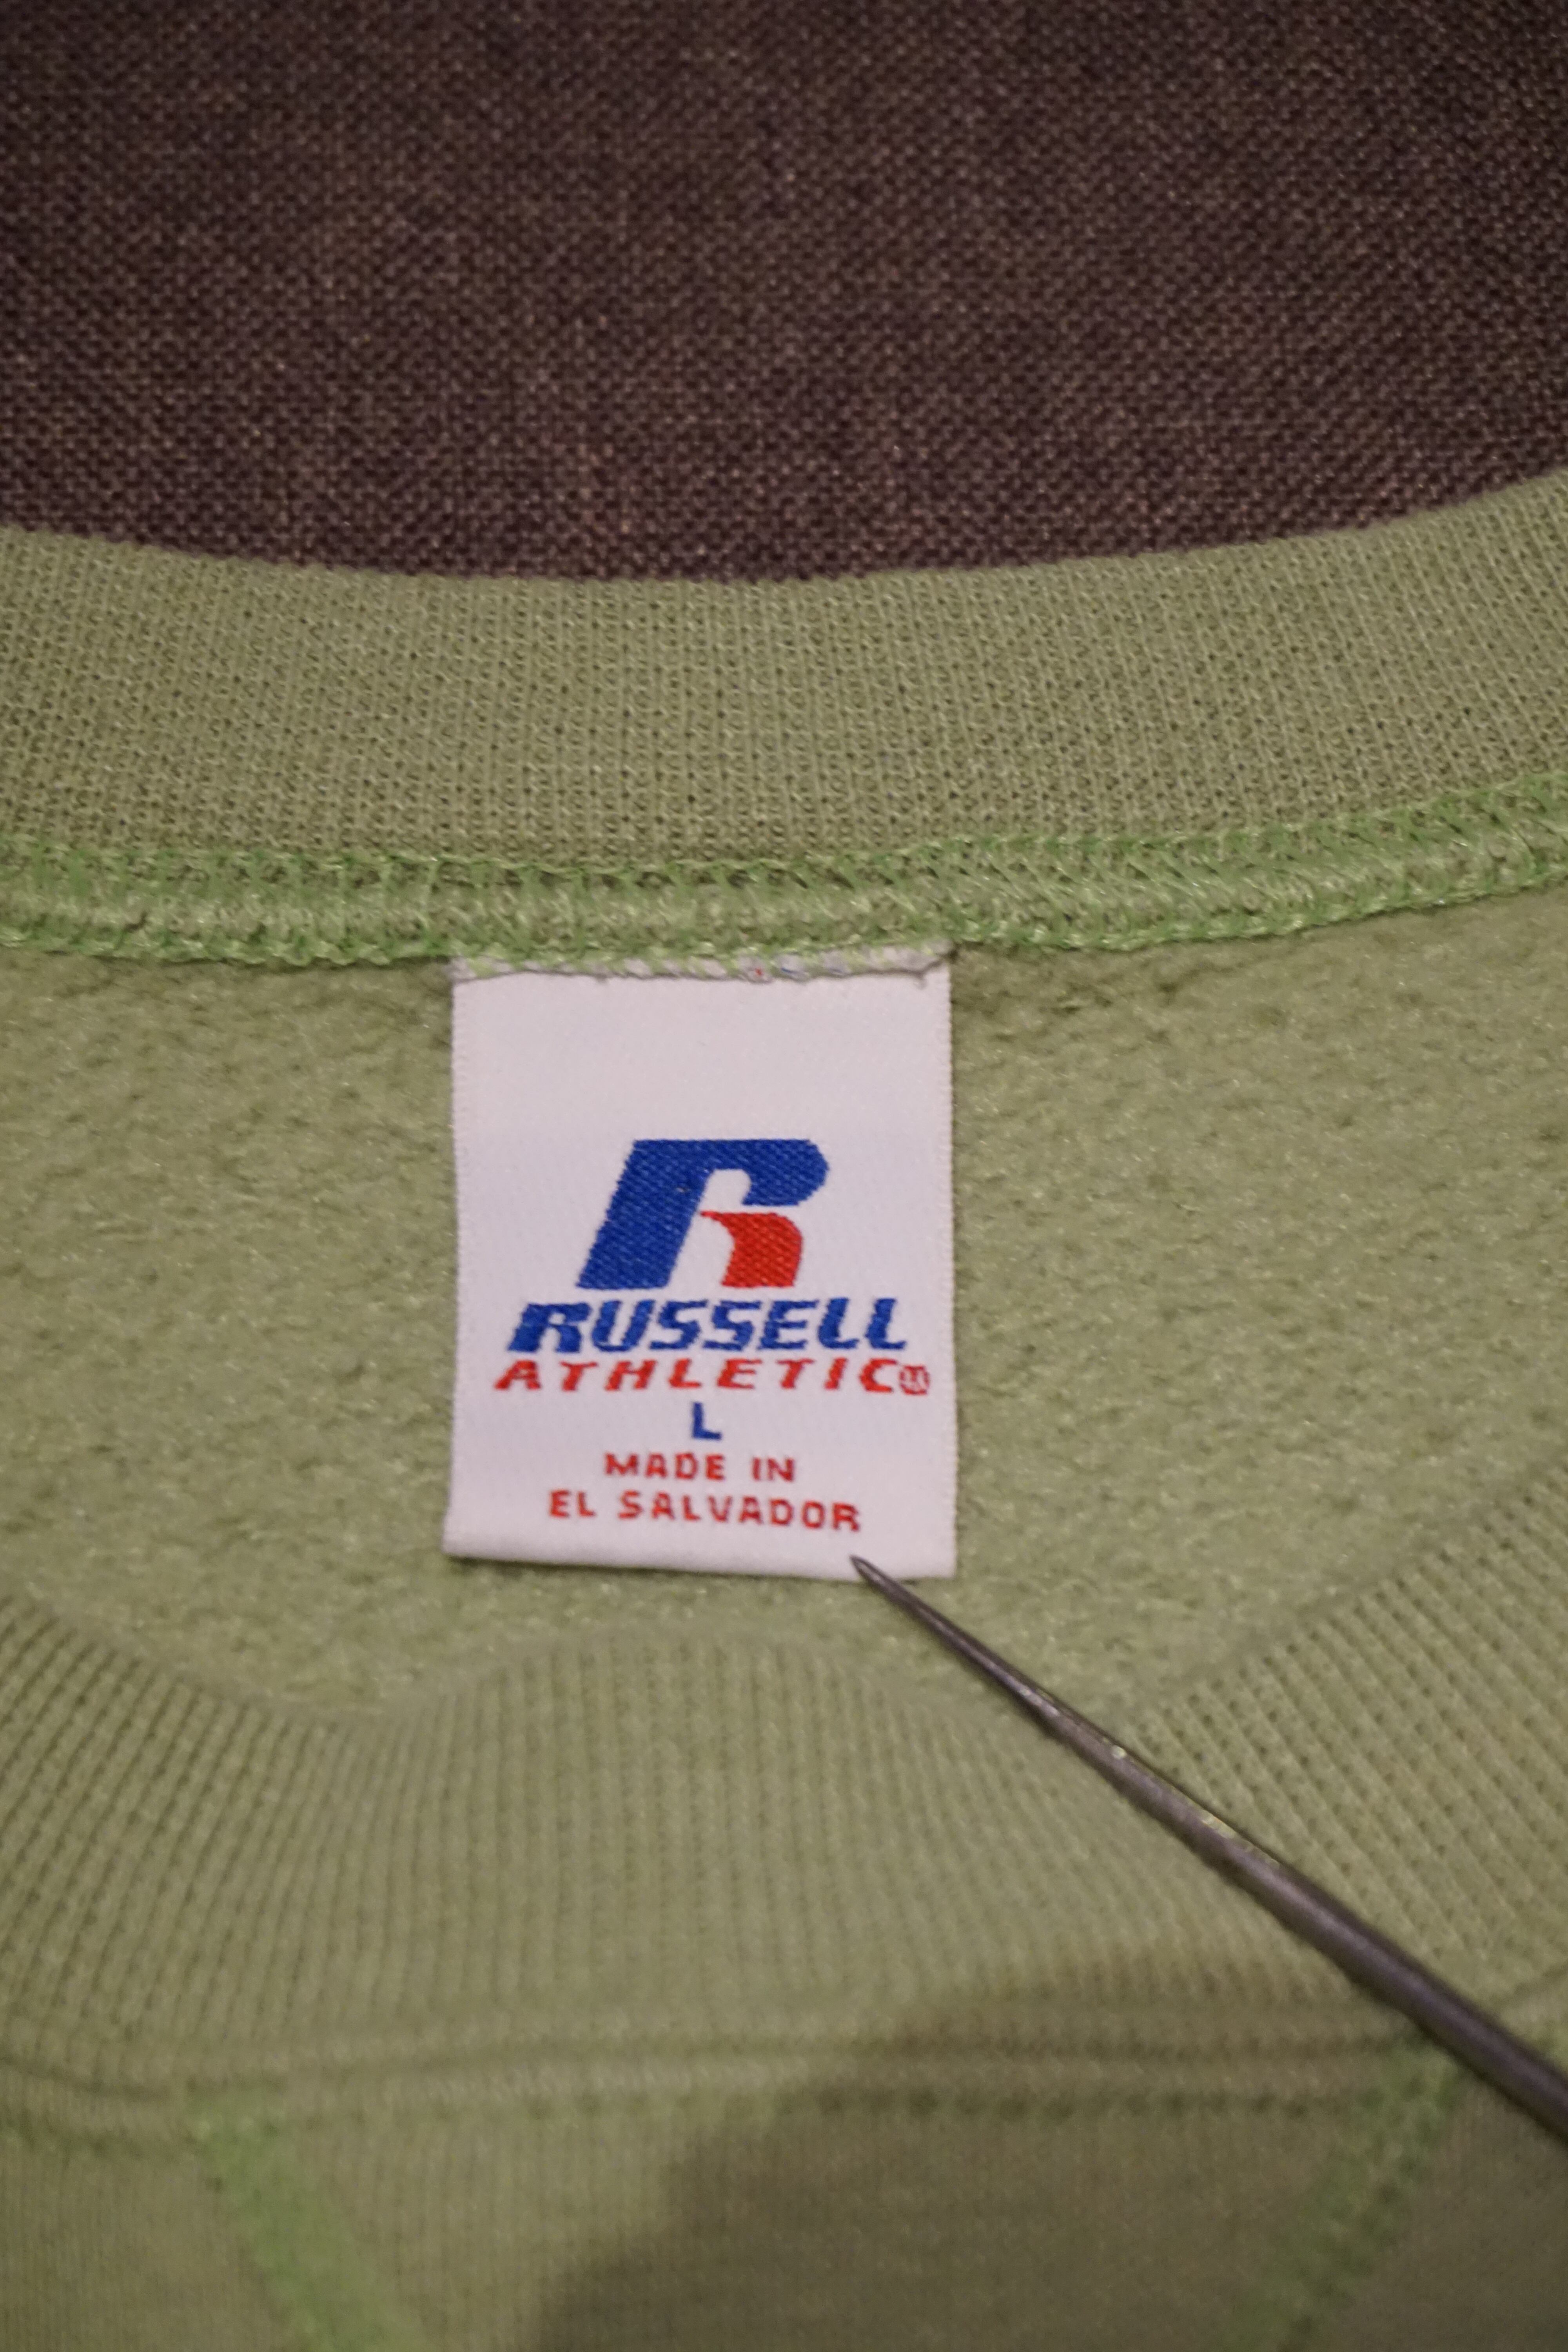 RUSSELL
ATHLETIC®
L
MADE IN
EL SALVADOR